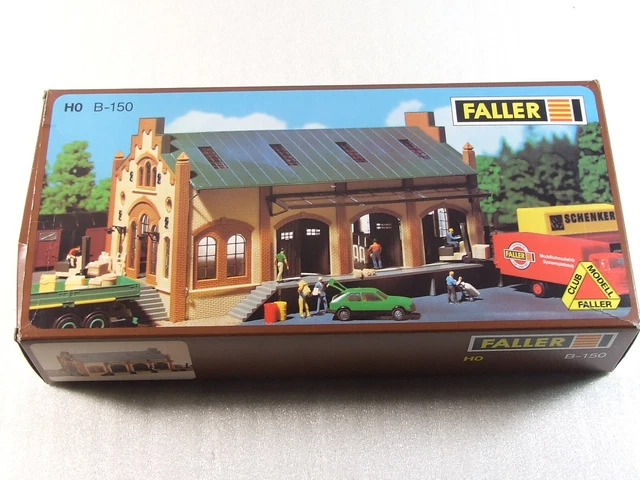 H0 B-150
FALLER
SCHENKER
FALLER
CLUB
MODELL
FALLER
FALLER
H0 B-150